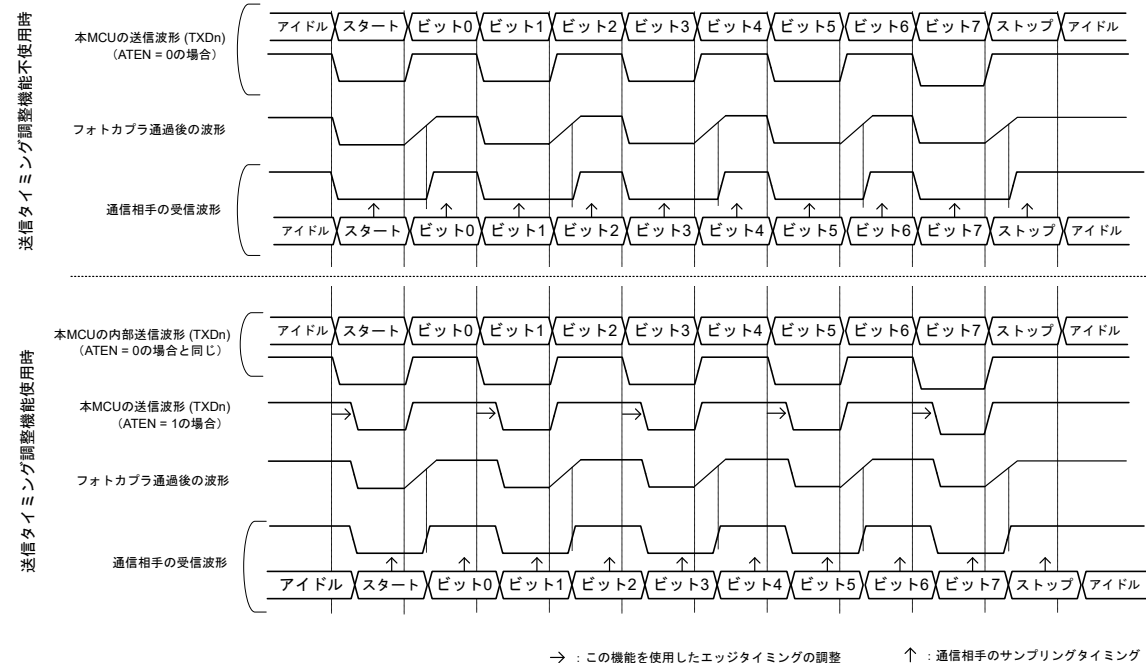 送信タイミング調整機能不使用時
本MCUの送信波形 (TXDn)
（ATEN = 0の場合）
アイドル スタート ビット0 ビット1 ビット2 ビット3 ビット4 ビット5 ビット6 ビット7 ストップ アイドル
フォトカプラ通過後の波形
通信相手の受信波形
アイドル スタート ビット0 ビット1 ビット2 ビット3 ビット4 ビット5 ビット6 ビット7 ストップ アイドル
送信タイミング調整機能使用時
本MCUの内部送信波形 (TXDn)
（ATEN = 0の場合と同じ）
アイドル スタート ビット0 ビット1 ビット2 ビット3 ビット4 ビット5 ビット6 ビット7 ストップ アイドル
本MCUの送信波形 (TXDn)
（ATEN = 1の場合）
フォトカプラ通過後の波形
通信相手の受信波形
アイドル スタート ビット0 ビット1 ビット2 ビット3 ビット4 ビット5 ビット6 ビット7 ストップ アイドル
→ ：この機能を使用したエッジタイミングの調整 ↑ ：通信相手のサンプリングタイミング